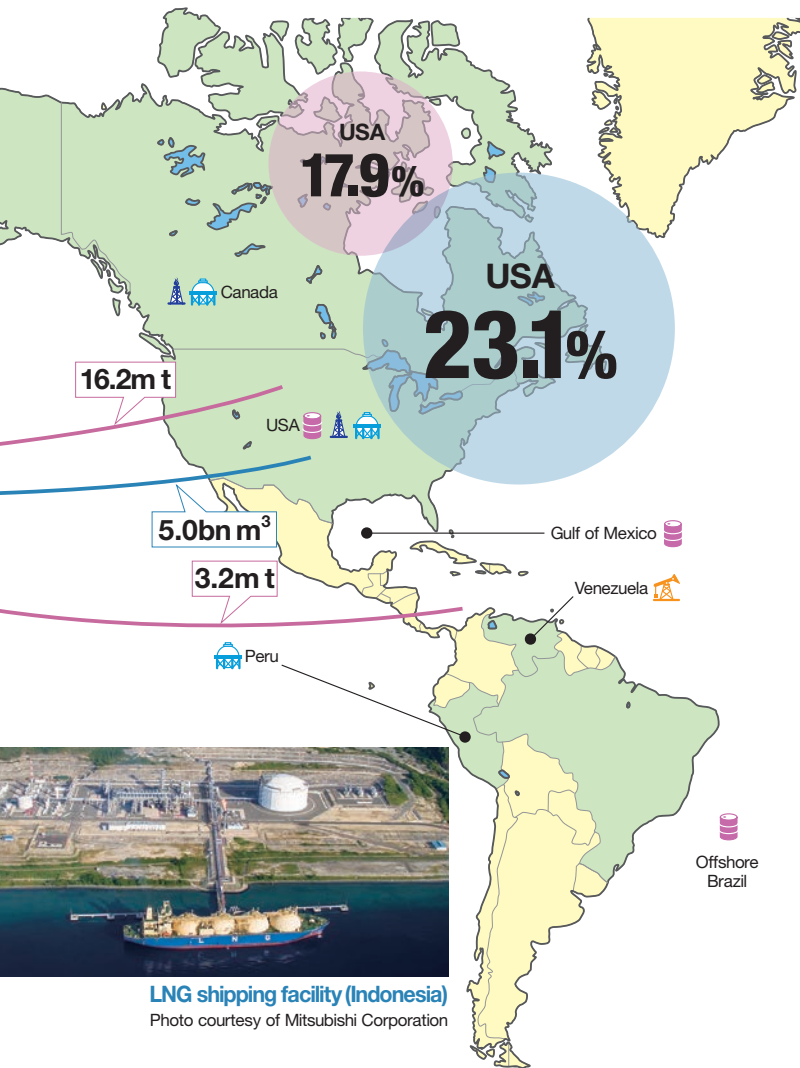 USA
17.9%
USA
23.1%
Canada
16.2m t
USA
5.0bn m³
Gulf of Mexico
3.2m t
Venezuela
Peru
Offshore
Brazil
L N G
LNG shipping facility (Indonesia)
Photo courtesy of Mitsubishi Corporation